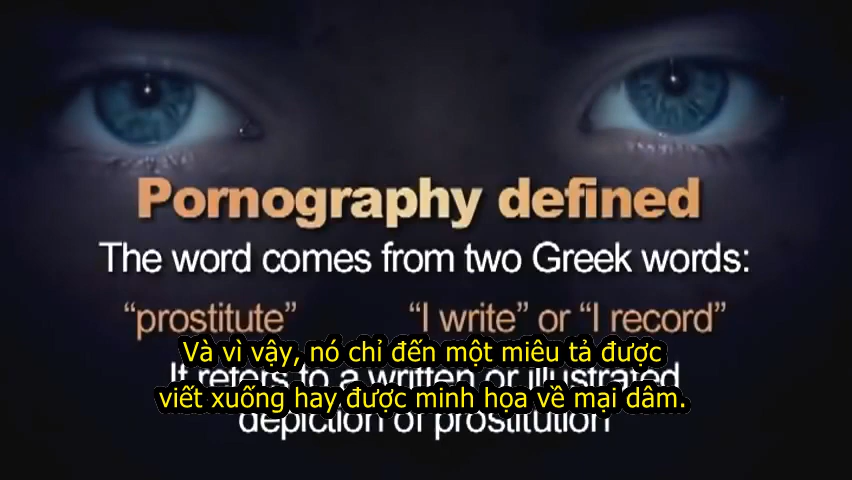 Pornography defined
The word comes from two Greek words:
“prostitute” “I write” or “I record”
Và vì vậy, nó chỉ đến một miêu tả được
It refers to a written or illustrated
viết xuống hay được minh họa về mại dâm.
depiction of prostitution